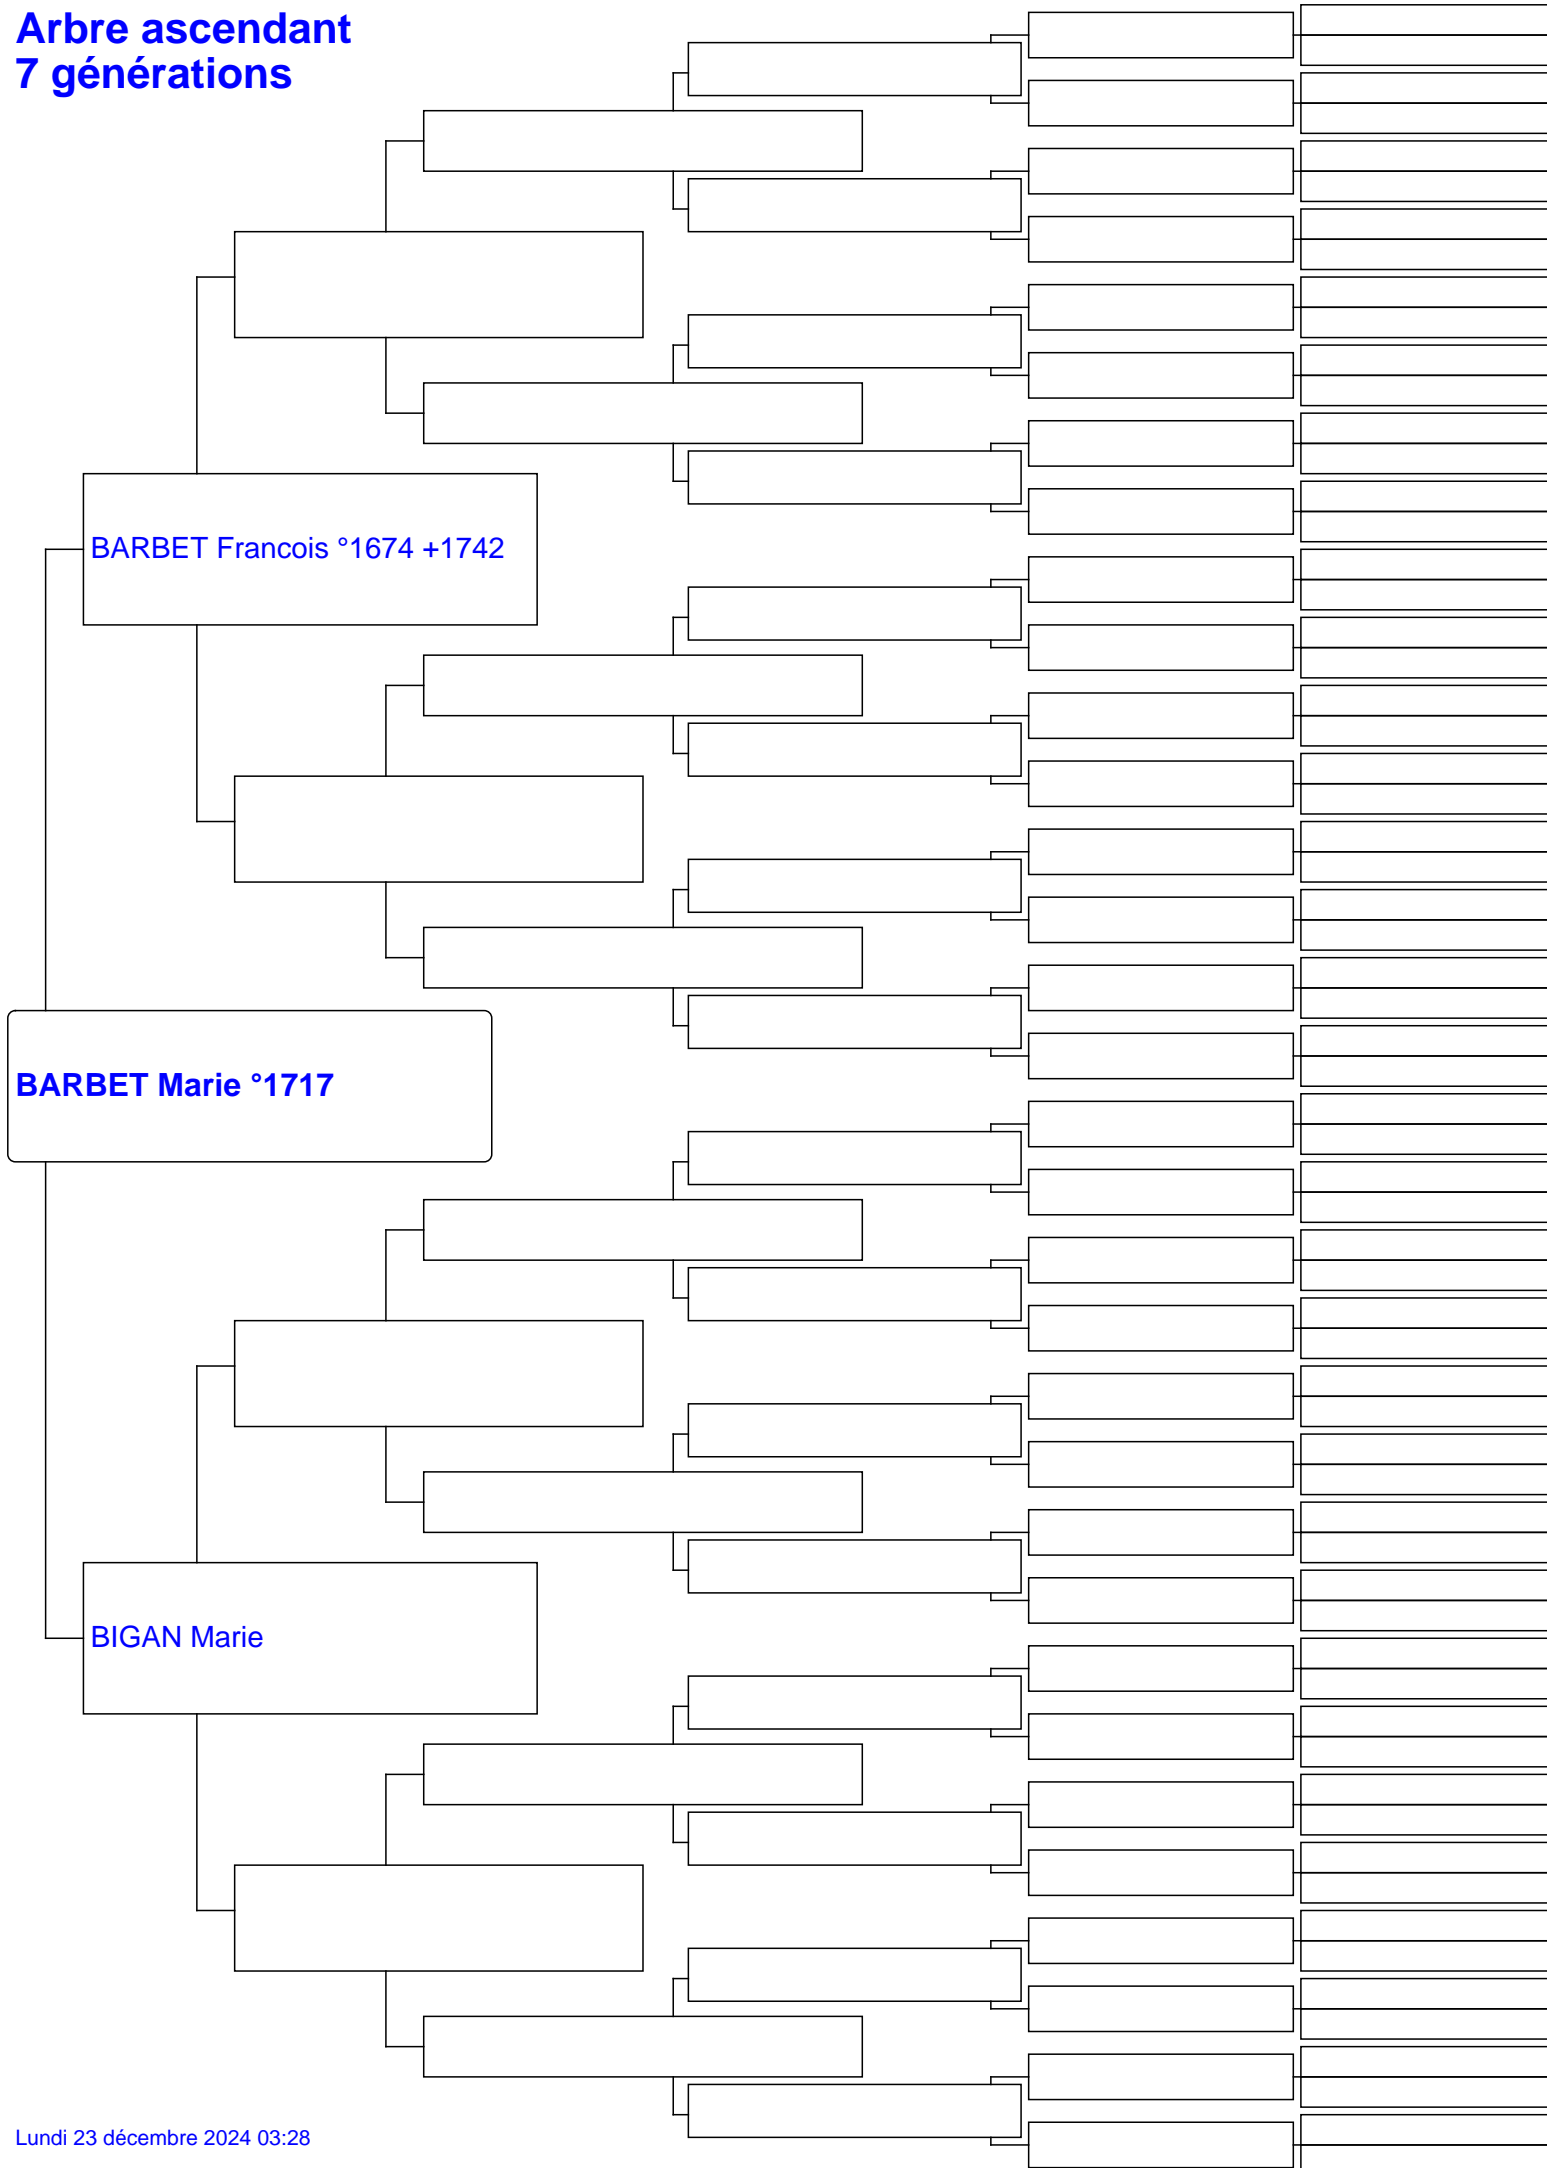 Arbre ascendant
7 générations
BARBET Francois °1674 +1742
BARBET Marie °1717
BIGAN Marie
Lundi 23 décembre 2024 03:28